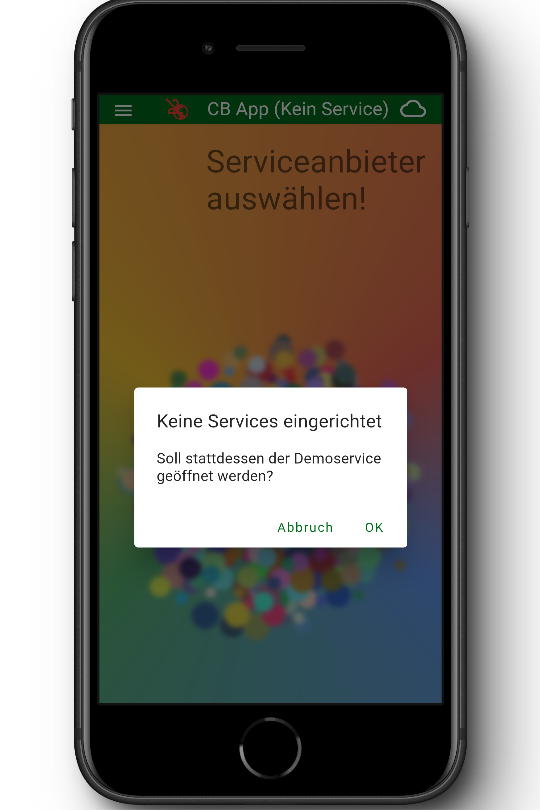 CB App (Kein Service)
Serviceanbieter
auswählen!
Keine Services eingerichtet
Soll stattdessen der Demoservice
geöffnet werden?
Abbruch OK